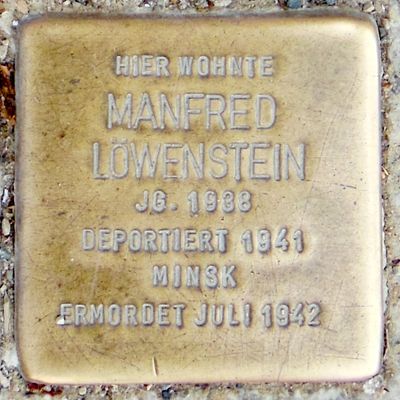 HIER WOHNTE
MANFRED
LÖWENSTEIN
JG. 1938
DEPORTIERT 1941
MINSK
ERMORDET JULI 1942